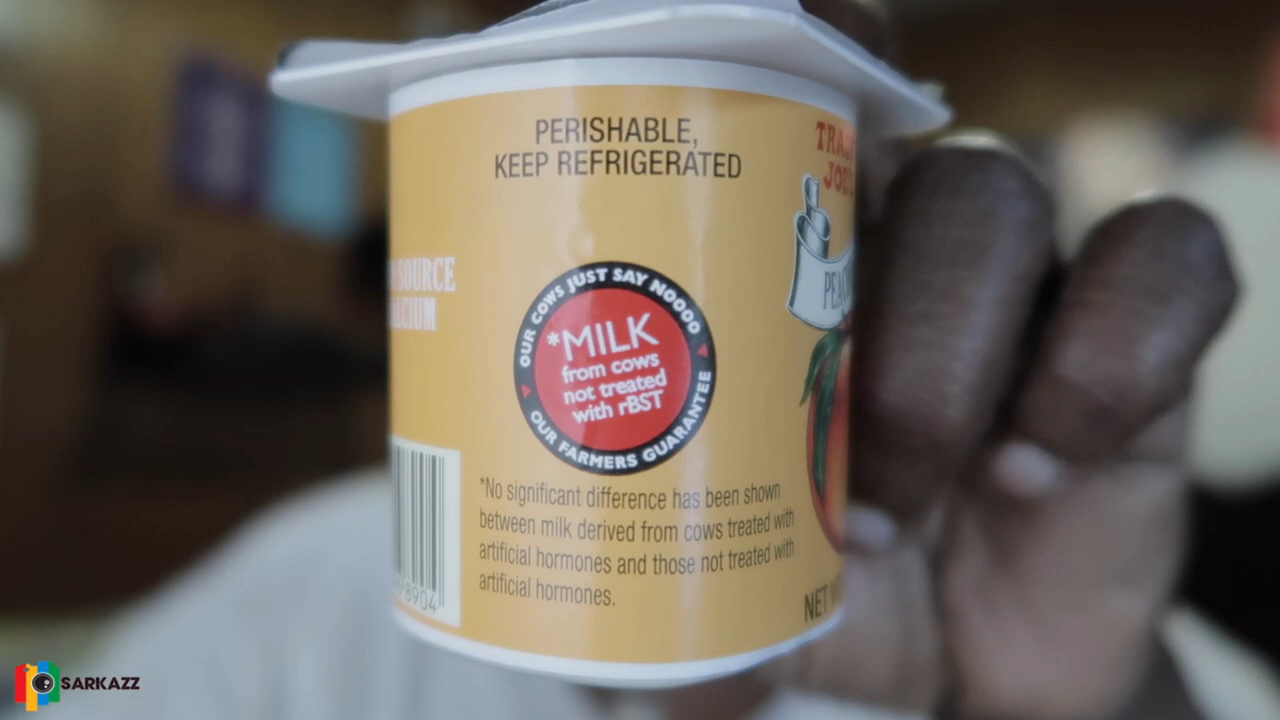 PERISHABLE,
KEEP REFRIGERATED
SOURCE
OUR COWS JUST SAY NOOOO
*MILK
from cows
not treated
with rBST
OUR FARMERS GUARANTEE
*No significant difference has been shown
between milk derived from cows treated with
artificial hormones and those not treated with
artificial hormones.
8904
NET
SARKAZZ